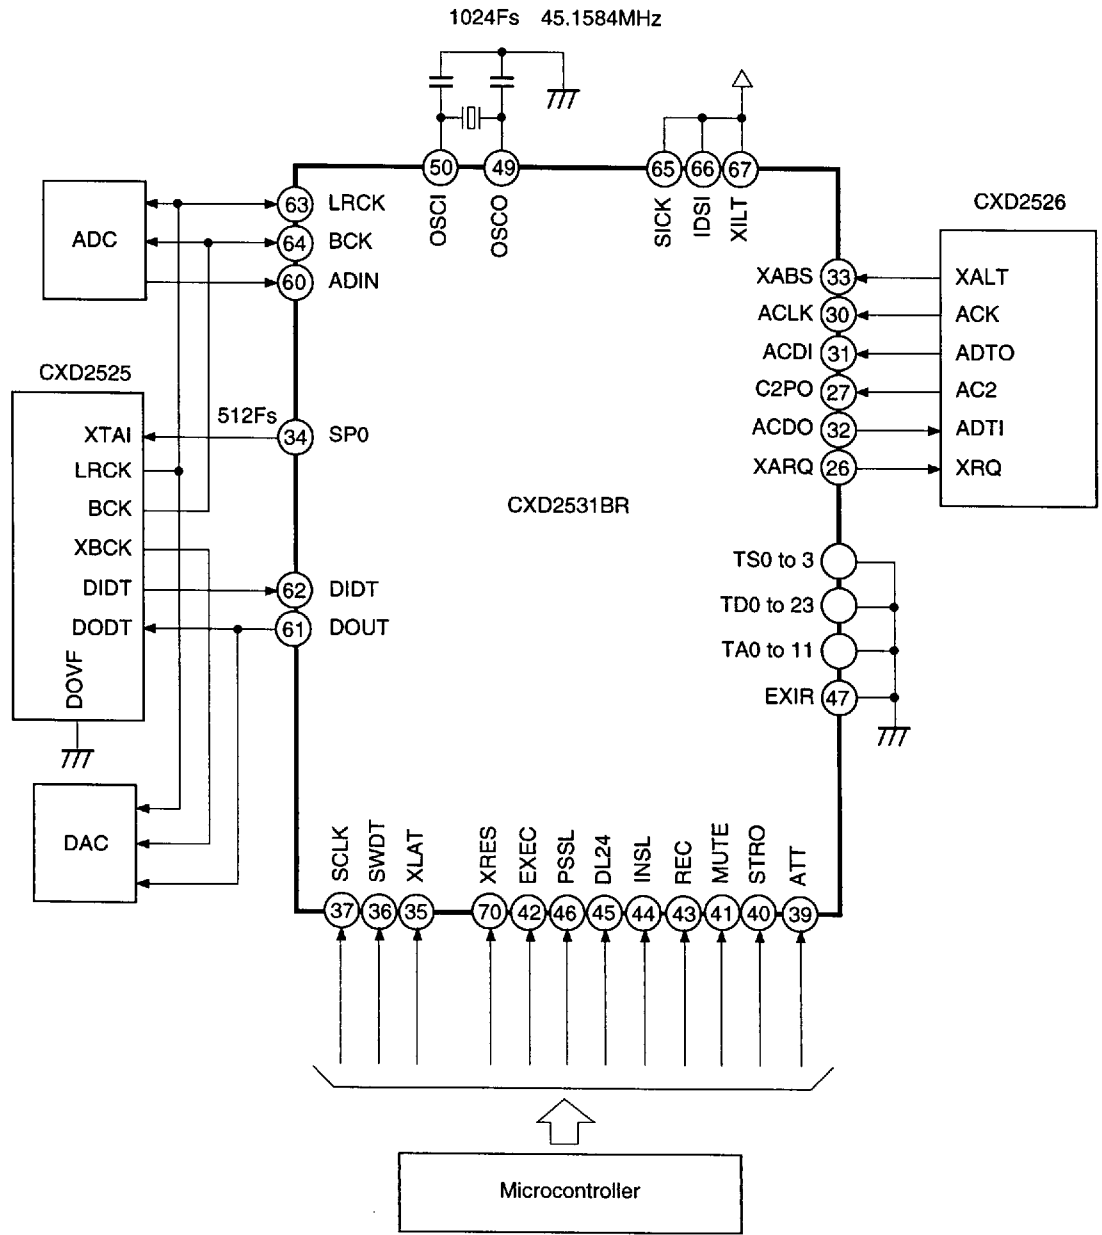 1024Fs 45.1584MHz
50
49
65
66
67
OSCI
OSCO
SICK
IDSI
XILT
ADC
63 LRCK
64 BCK
60 ADIN
CXD2525
XTAI
512Fs
34 SP0
LRCK
BCK
XBCK
DIDT
62 DIDT
DODT
61 DOUT
DOVF
DAC
CXD2531BR
CXD2526
XABS 33 XALT
ACLK 30 ACK
ACDI 31 ADTO
C2PO 27 AC2
ACDO 32 ADTI
XARQ 26 XRQ
TS0 to 3
TD0 to 23
TA0 to 11
EXIR 47
SCLK
SWDT
XLAT
XRES
EXEC
PSSL
DL24
INSL
REC
MUTE
STRO
ATT
37
36
35
70
42
46
45
44
43
41
40
39
Microcontroller